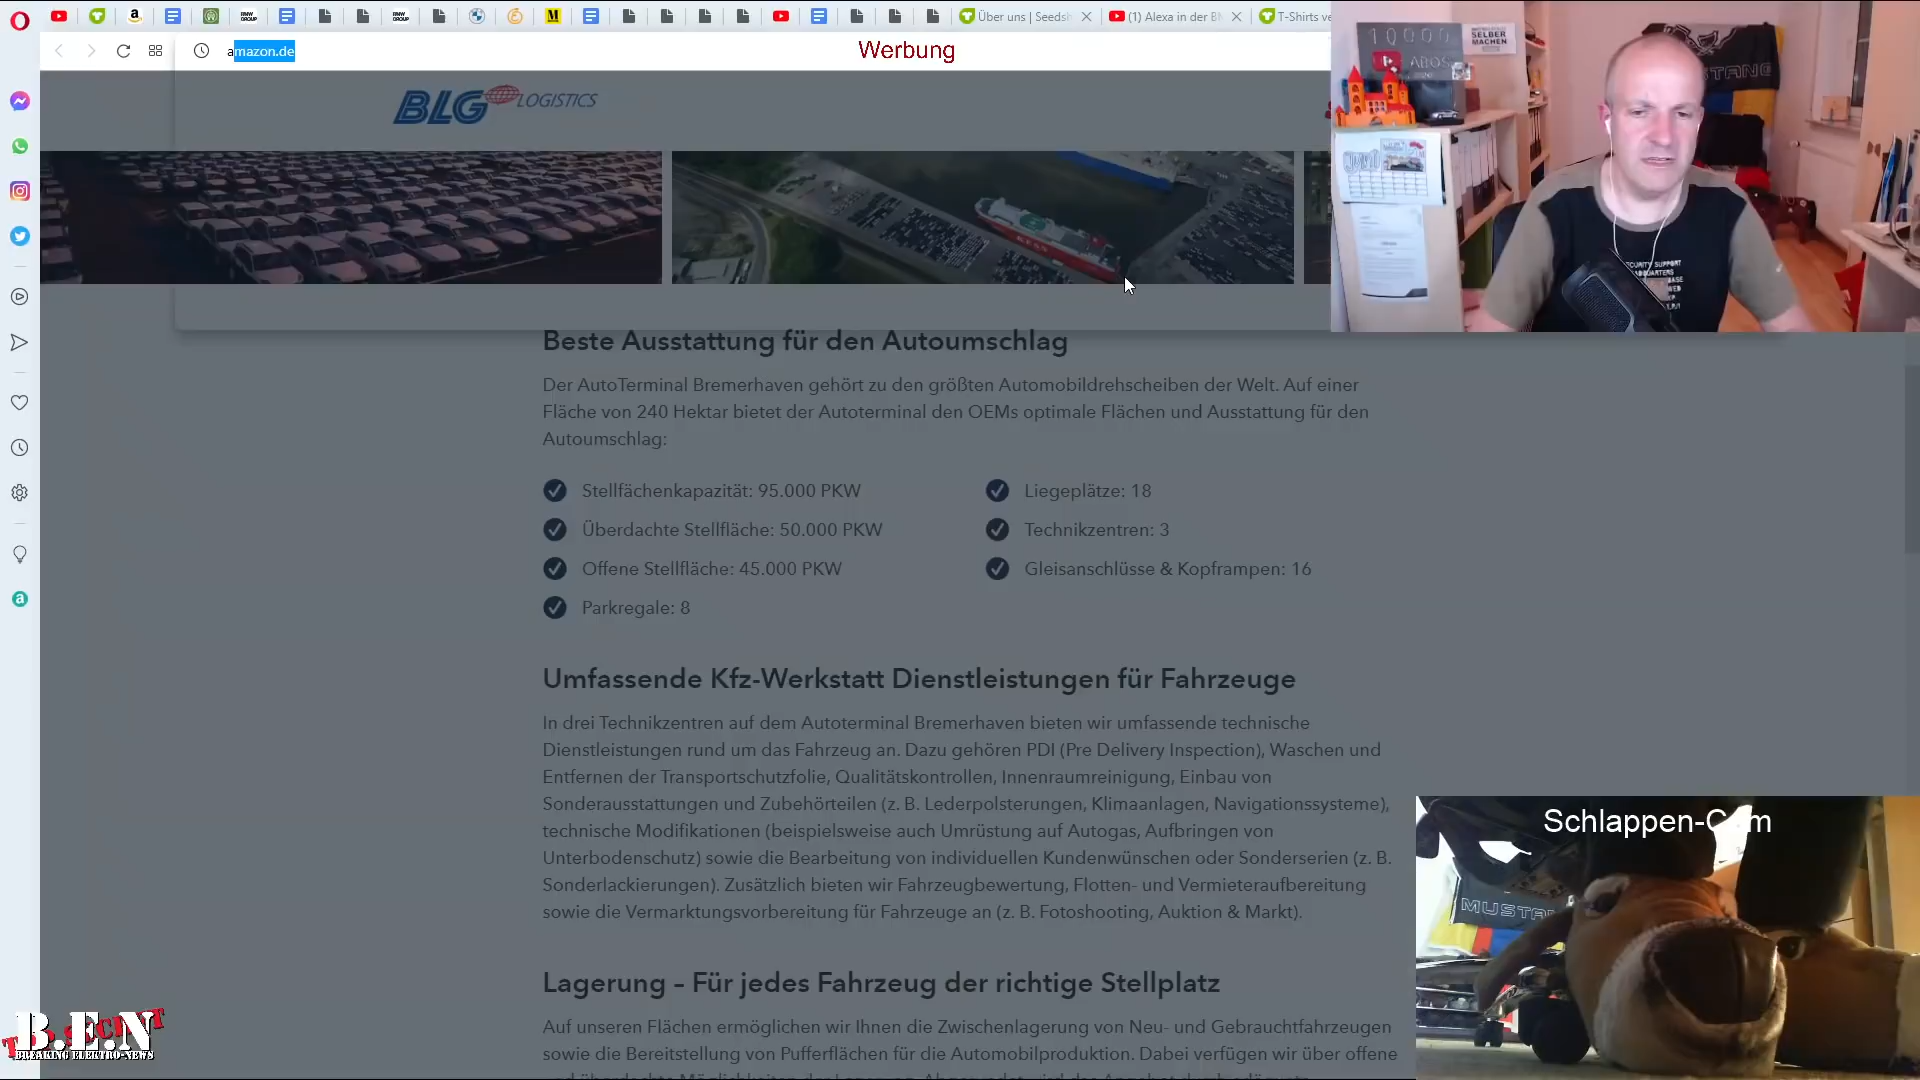 Über uns | Seedsh
(1) Alexa in der BM
T-Shirts ve
amazon.de
Werbung
BLG LOGISTICS
10000
ABOS
SELBER
MACHEN
MUSTANG
Beste Ausstattung für den Autoumschlag
Der AutoTerminal Bremerhaven gehört zu den größten Automobildrehscheiben der Welt. Auf einer
Fläche von 240 Hektar bietet der Autoterminal den OEMs optimale Flächen und Ausstattung für den
Autoumschlag:
Stellflächenkapazität: 95.000 PKW
Überdachte Stellfläche: 50.000 PKW
Offene Stellfläche: 45.000 PKW
Parkregale: 8
Liegeplätze: 18
Technikzentren: 3
Gleisanschlüsse & Kopframpen: 16
Umfassende Kfz-Werkstatt Dienstleistungen für Fahrzeuge
In drei Technikzentren auf dem Autoterminal Bremerhaven bieten wir umfassende technische
Dienstleistungen rund um das Fahrzeug an. Dazu gehören PDI (Pre Delivery Inspection), Waschen und
Entfernen der Transportschutzfolie, Qualitätskontrollen, Innenraumreinigung, Einbau von
Sonderausstattungen und Zubehörteilen (z. B. Lederpolsterungen, Klimaanlagen, Navigationssysteme),
technische Modifikationen (beispielsweise auch Umrüstung auf Autogas, Aufbringen von
Unterbodenschutz) sowie die Bearbeitung von individuellen Kundenwünschen oder Sonderserien (z. B.
Sonderlackierungen). Zusätzlich bieten wir Fahrzeugbewertung, Flotten- und Vermieteraufbereitung
sowie die Vermarktungsvorbereitung für Fahrzeuge an (z. B. Fotoshooting, Auktion & Markt).
Lagerung – Für jedes Fahrzeug der richtige Stellplatz
Auf unseren Flächen ermöglichen wir Ihnen die Zwischenlagerung von Neu- und Gebrauchtfahrzeugen
sowie die Bereitstellung von Pufferflächen für die Automobilproduktion. Dabei verfügen wir über offene
Schlappen-Cam
MUSTANG
B.E.N
BREAKING ELEKTRO-NEWS